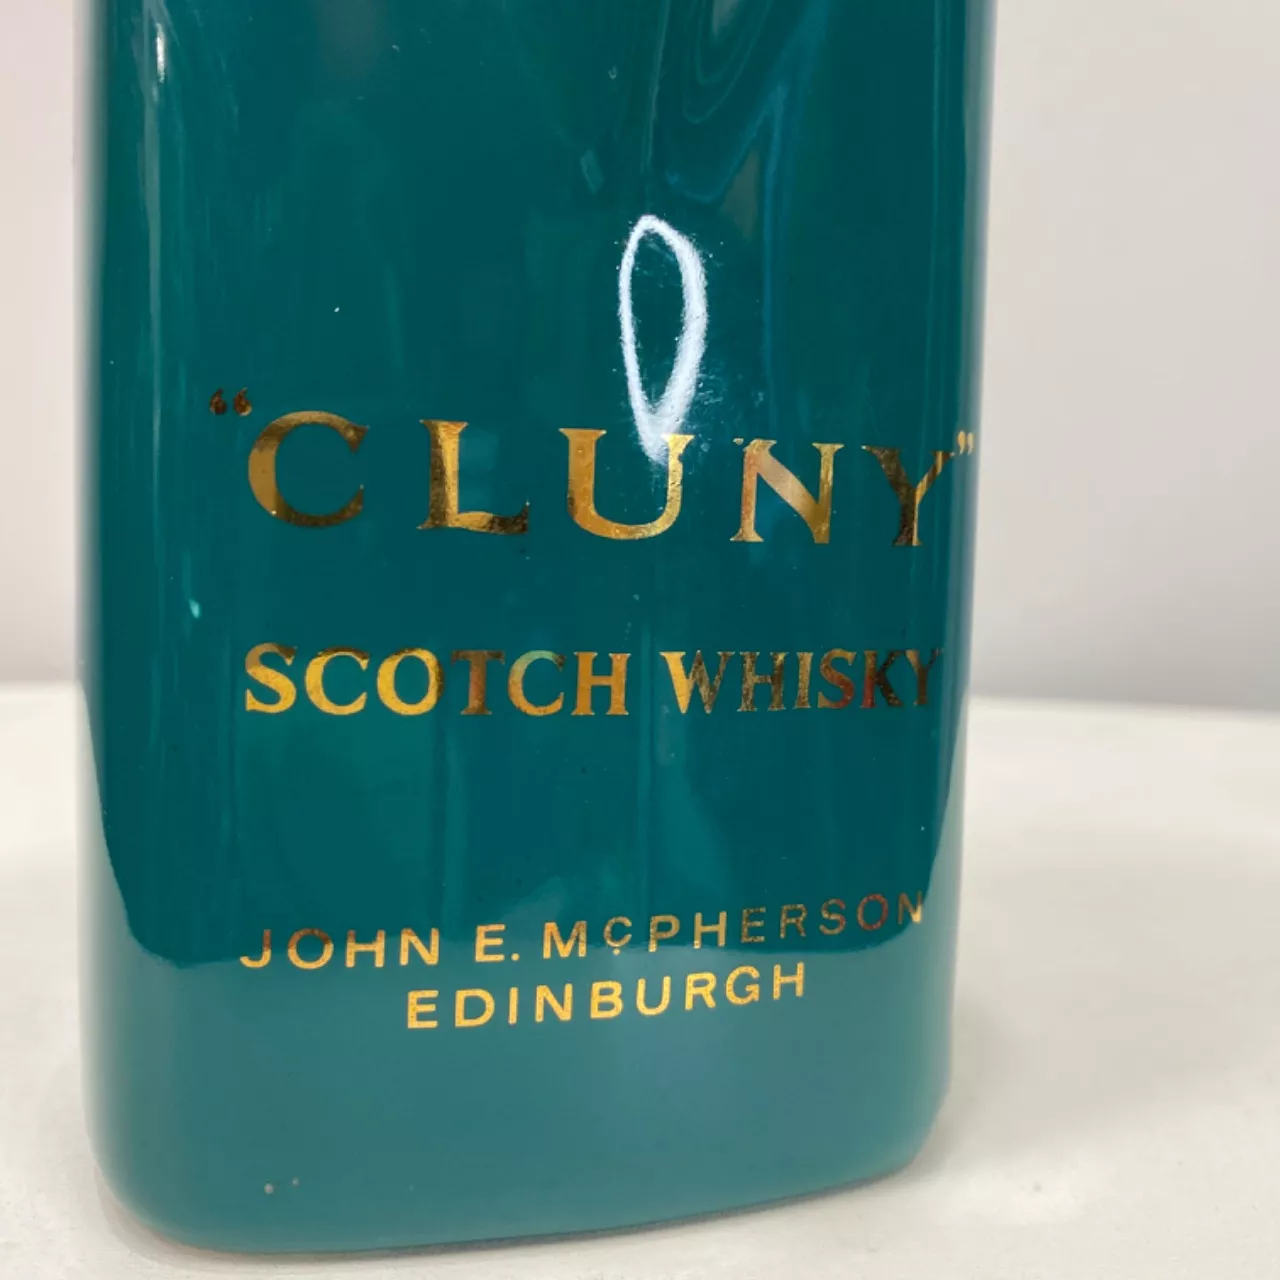 “CLUNY”
SCOTCH WHISKY
JOHN E. McPHERSON
EDINBURGH